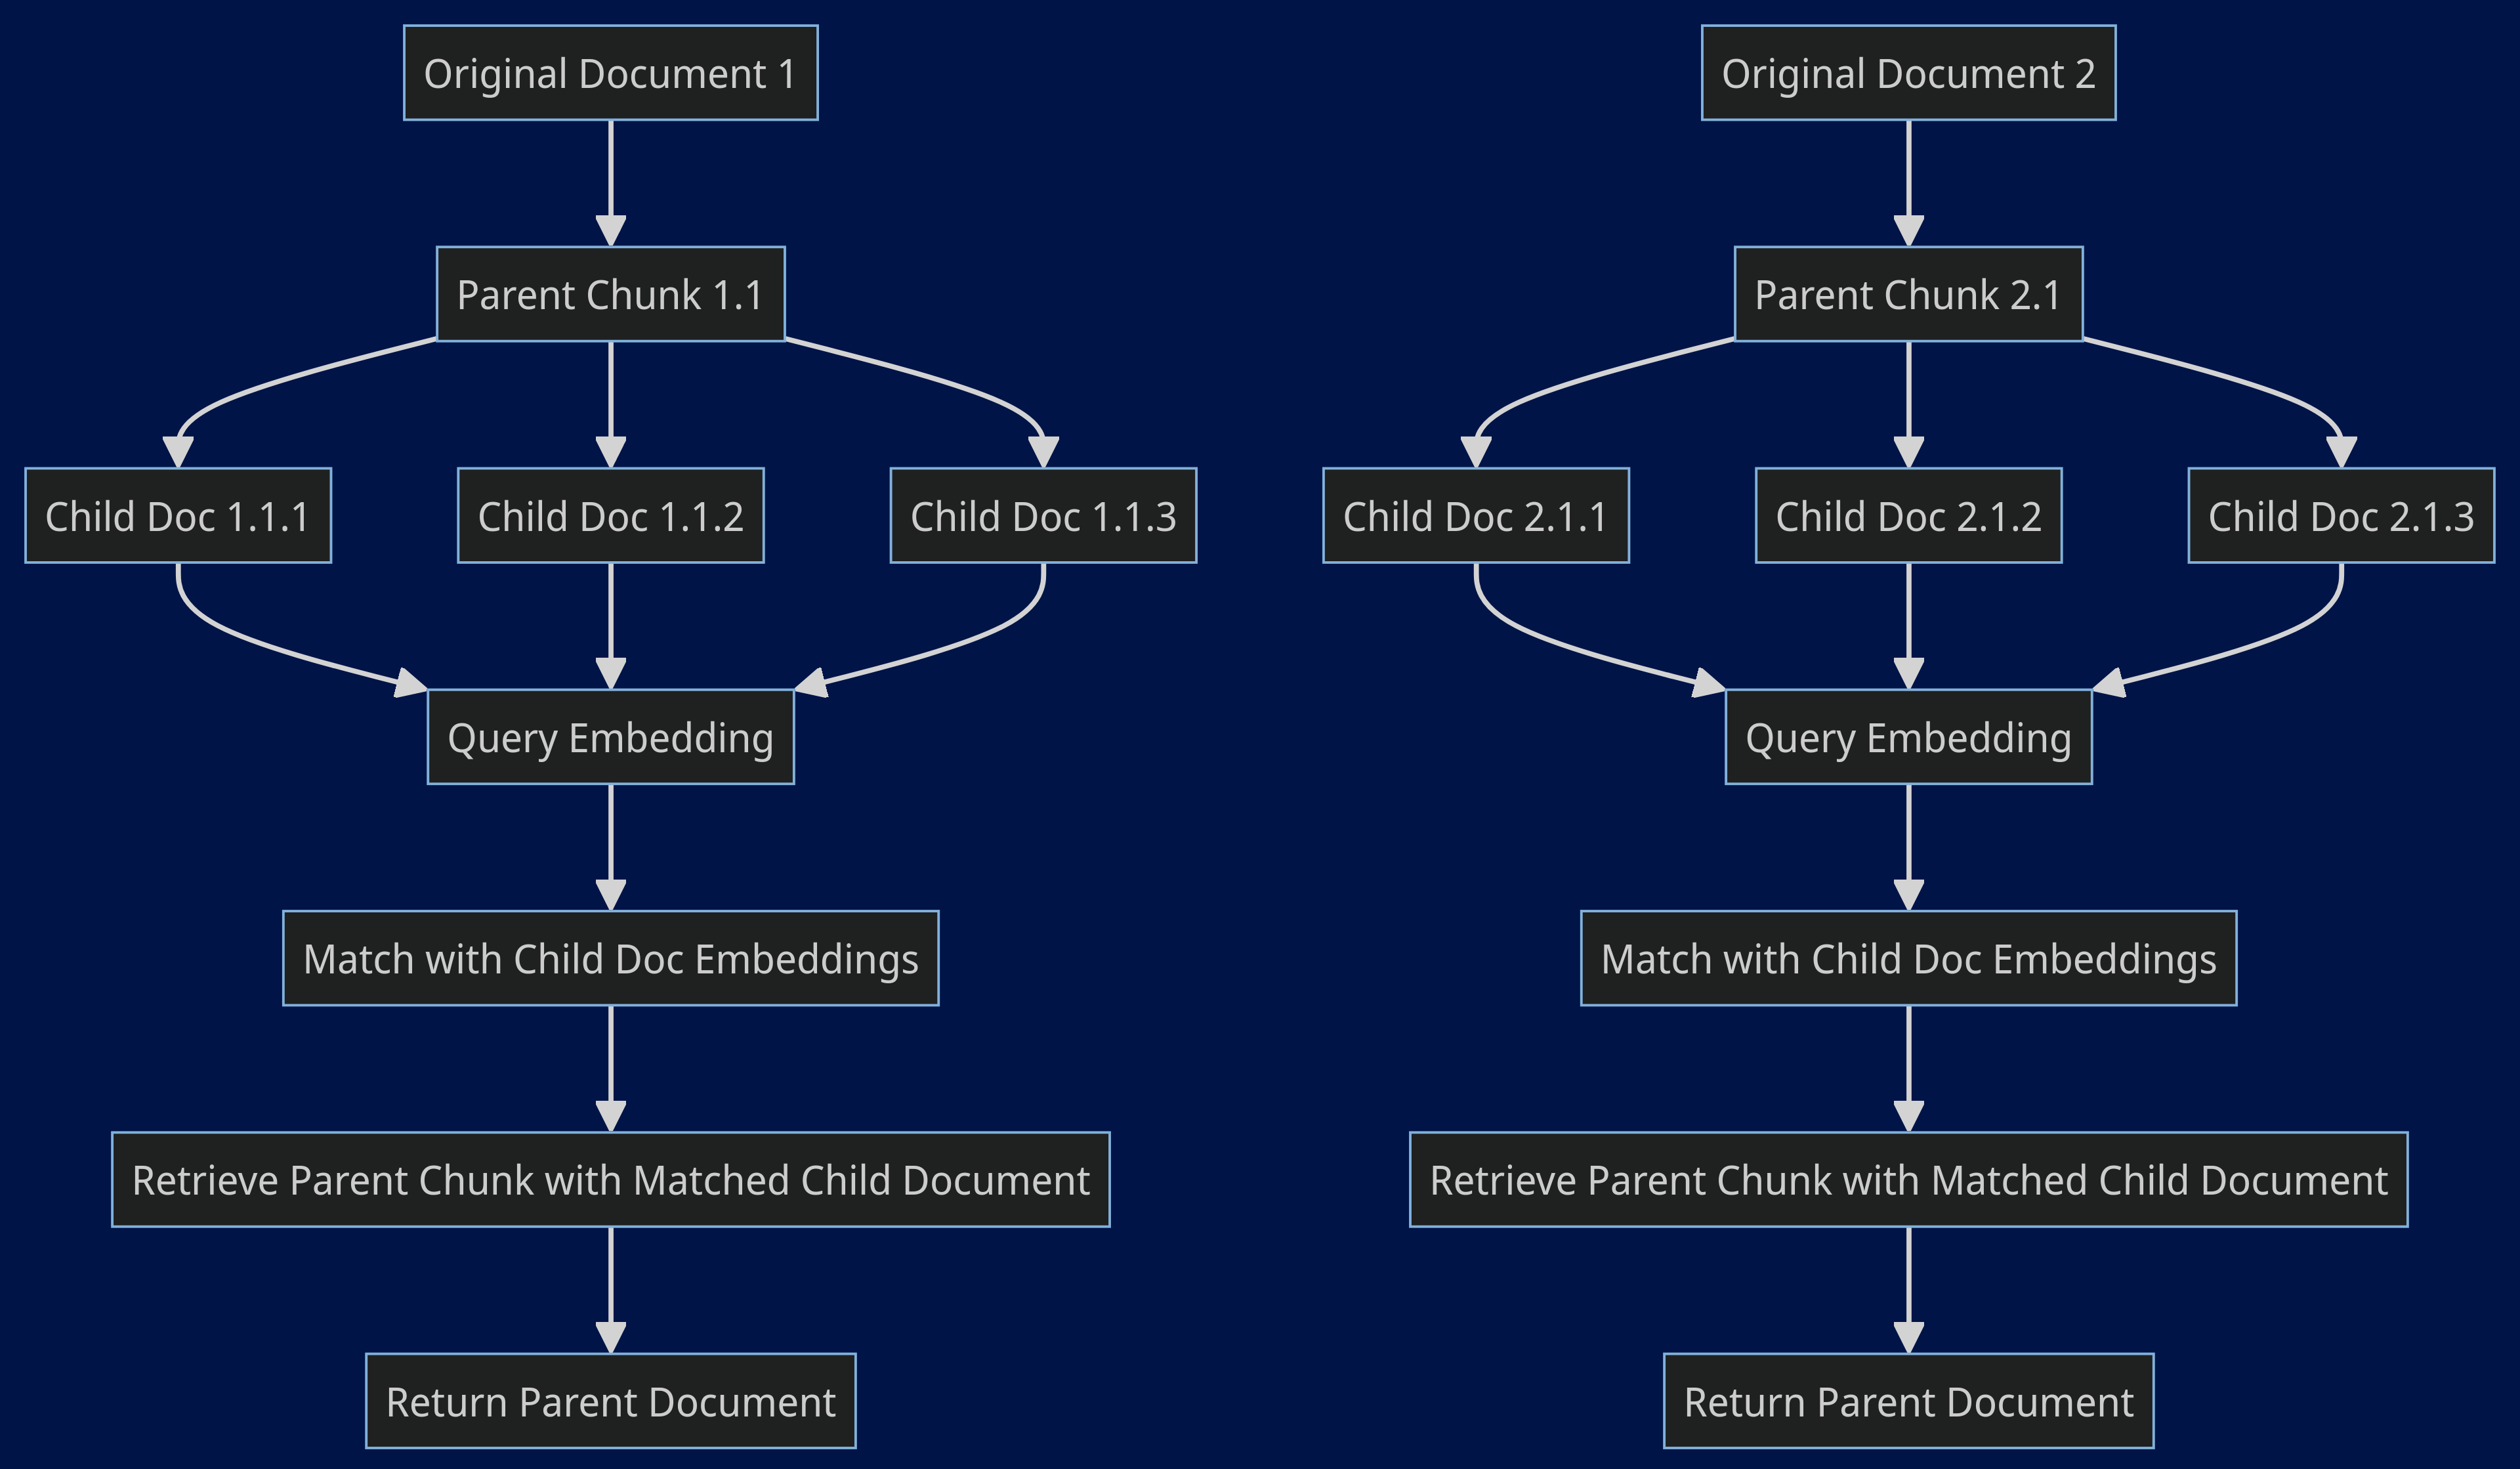 Original Document 1
Original Document 2
Parent Chunk 1.1
Parent Chunk 2.1
Child Doc 1.1.1
Child Doc 1.1.2
Child Doc 1.1.3
Child Doc 2.1.1
Child Doc 2.1.2
Child Doc 2.1.3
Query Embedding
Query Embedding
Match with Child Doc Embeddings
Match with Child Doc Embeddings
Retrieve Parent Chunk with Matched Child Document
Retrieve Parent Chunk with Matched Child Document
Return Parent Document
Return Parent Document